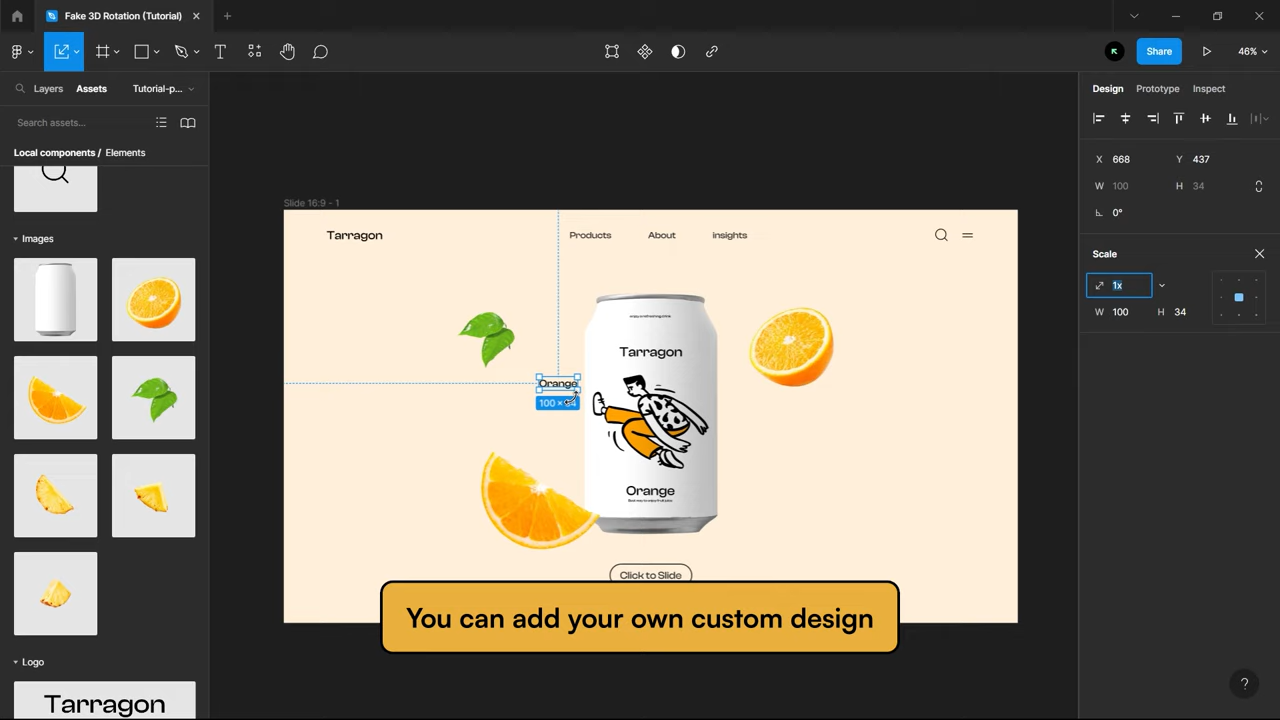 Fake 3D Rotation (Tutorial)
Share
46%
Layers
Assets
Tutorial-p...
Search assets...
Local components / Elements
Images
Logo
Tarragon
Slide 16:9 - 1
Tarragon
Products
About
insights
Tarragon
Orange
100 × 34
Orange
Click to Slide
You can add your own custom design
Design
Prototype
Inspect
X 668
Y 437
W 100
H 34
0°
Scale
1x
W 100
H 34
?